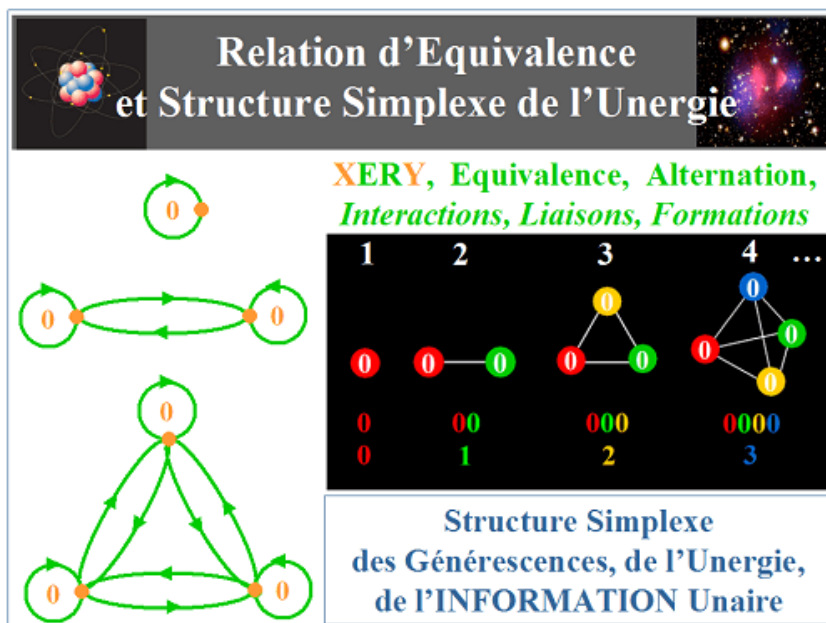 Relation d'Equivalence
et Structure Simplexe de l'Unergie
0
XERY, Equivalence, Alternation,
Interactions, Liaisons, Formations
0 0
0
0 0
1 2 3 4 ...
0
0 0 0
0 0 0 0 0
0
0 00 000 0000
0 1 2 3
Structure Simplexe
des Générescences, de l'Unergie,
de l'INFORMATION Unaire